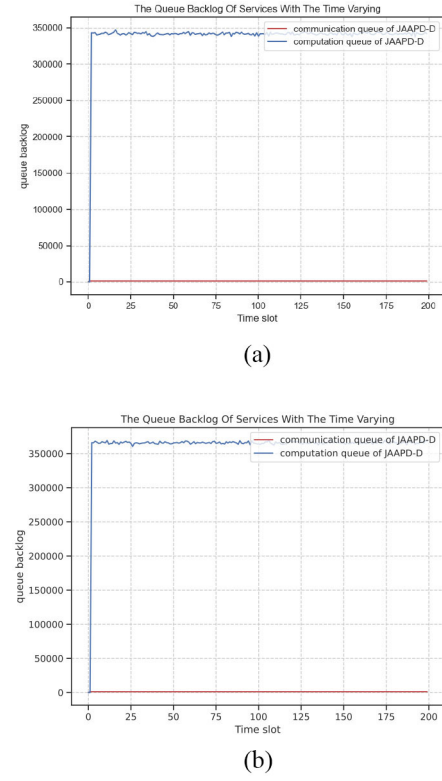 The Queue Backlog Of Services With The Time Varying
350000
300000
250000
200000
150000
100000
50000
0
queue backlog
communication queue of JAAPD-D
computation queue of JAAPD-D
0 25 50 75 100 125 150 175 200
Time slot
(a)
The Queue Backlog Of Services With The Time Varying
350000
300000
250000
200000
150000
100000
50000
0
queue backlog
communication queue of JAAPD-D
computation queue of JAAPD-D
0 25 50 75 100 125 150 175 200
Time slot
(b)